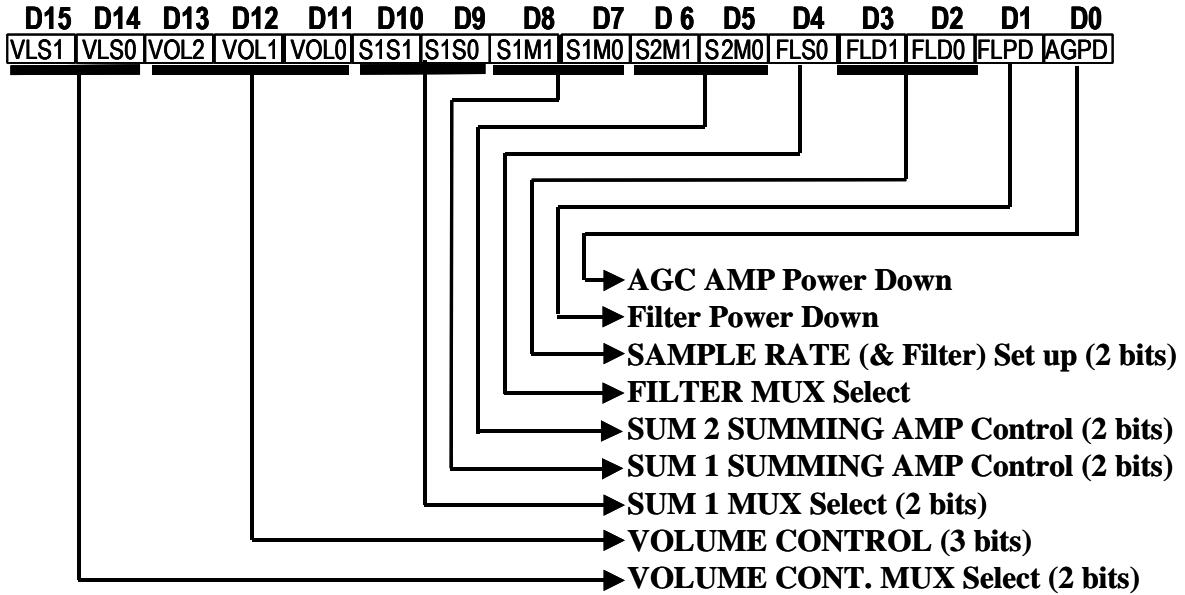 D15 D14 D13 D12 D11 D10 D9 D8 D7 D 6 D5 D4 D3 D2 D1 D0
VLS1 VLS0 VOL2 VOL1 VOL0 S1S1 S1S0 S1M1 S1M0 S2M1 S2M0 FLS0 FLD1 FLD0 FLPD AGPD
AGC AMP Power Down
Filter Power Down
SAMPLE RATE (& Filter) Set up (2 bits)
FILTER MUX Select
SUM 2 SUMMING AMP Control (2 bits)
SUM 1 SUMMING AMP Control (2 bits)
SUM 1 MUX Select (2 bits)
VOLUME CONTROL (3 bits)
VOLUME CONT. MUX Select (2 bits)